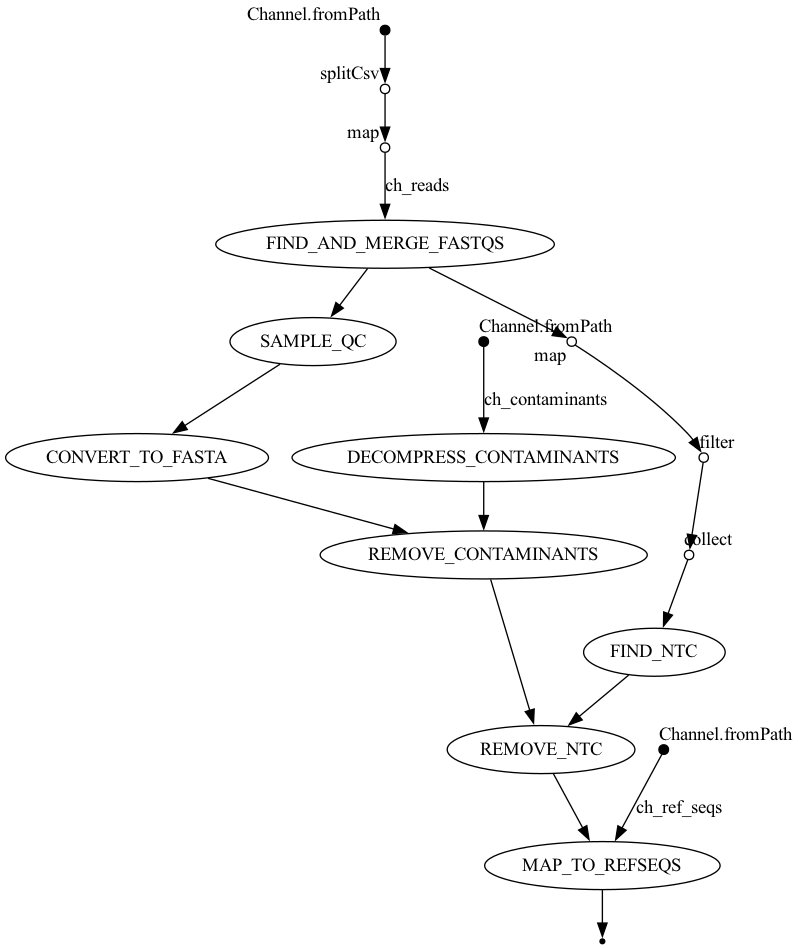 Channel.fromPath
splitCsv
map
ch_reads
FIND_AND_MERGE_FASTQS
Channel.fromPath
SAMPLE_QC
map
ch_contaminants
filter
CONVERT_TO_FASTA
DECOMPRESS_CONTAMINANTS
collect
REMOVE_CONTAMINANTS
FIND_NTC
Channel.fromPath
REMOVE_NTC
ch_ref_seqs
MAP_TO_REFSEQS